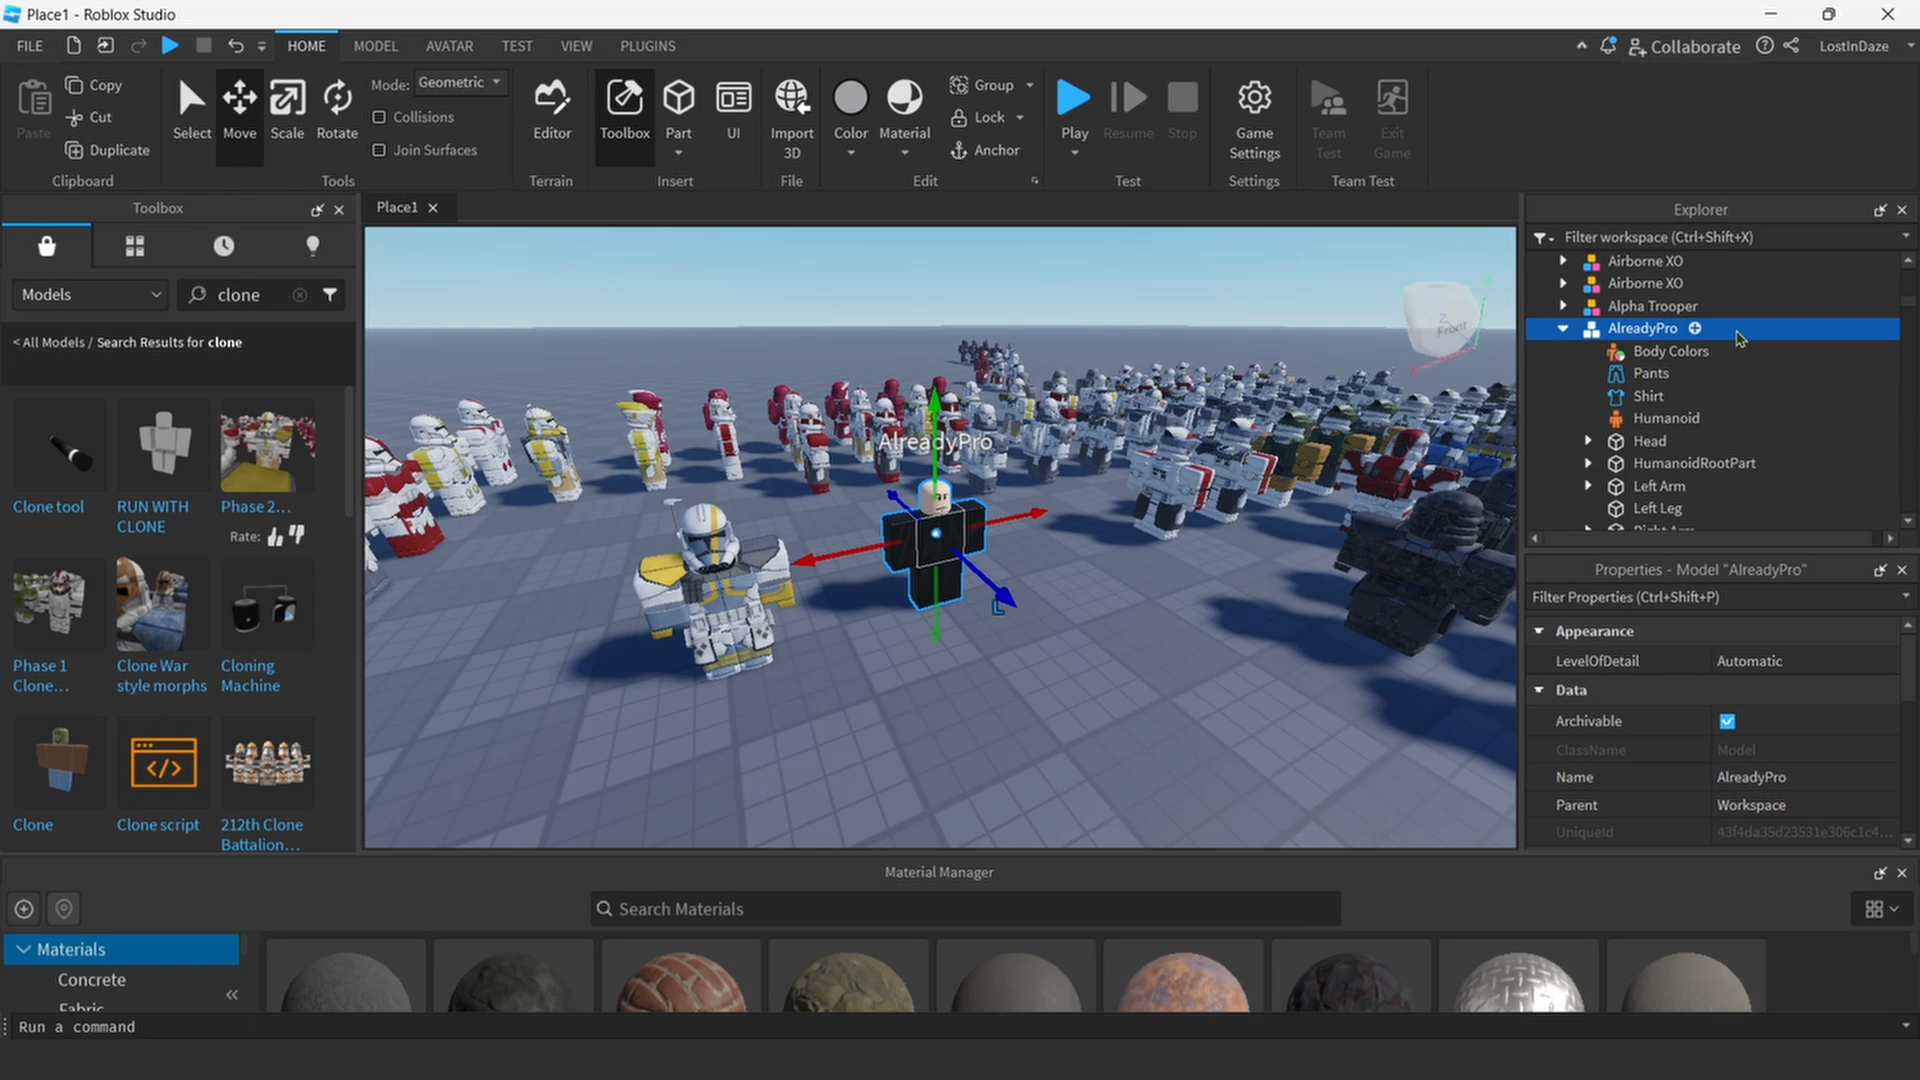 Place1 - Roblox Studio
FILE
HOME
MODEL
AVATAR
TEST
VIEW
PLUGINS
Collaborate
LostInDaze
Paste
Copy
Cut
Duplicate
Clipboard
Select
Move
Scale
Rotate
Mode: Geometric
Collisions
Join Surfaces
Tools
Editor
Terrain
Toolbox
Part
UI
Insert
Import
3D
File
Color
Material
Group
Lock
Anchor
Edit
Play
Resume
Stop
Test
Game
Settings
Settings
Team
Test
Exit
Game
Team Test
Toolbox
Models
clone
< All Models / Search Results for clone
Clone tool
RUN WITH
CLONE
Phase 2...
Rate:
Phase 1
Clone...
Clone War
style morphs
Cloning
Machine
Clone
Clone script
212th Clone
Battalion...
Place1
AlreadyPro
Front
Z
X
L
Explorer
Filter workspace (Ctrl+Shift+X)
Airborne XO
Airborne XO
Alpha Trooper
AlreadyPro
Body Colors
Pants
Shirt
Humanoid
Head
HumanoidRootPart
Left Arm
Left Leg
Right Arm
Properties - Model "AlreadyPro"
Filter Properties (Ctrl+Shift+P)
Appearance
LevelOfDetail Automatic
Data
Archivable
ClassName Model
Name AlreadyPro
Parent Workspace
UniqueId 43f4da35d23531e306c1c4...
Material Manager
Search Materials
Materials
Concrete
Fabric
Run a command